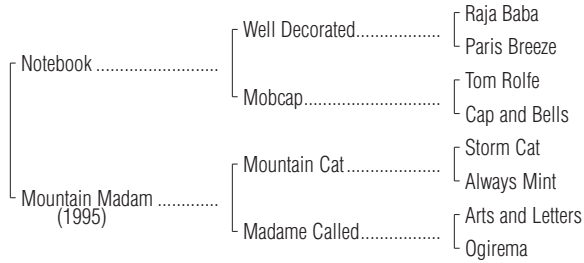 Raja Baba
Well Decorated
Paris Breeze
Notebook
Tom Rolfe
Mobcap
Cap and Bells
Storm Cat
Mountain Cat
Always Mint
Mountain Madam
(1995)
Arts and Letters
Madame Called
Ogirema